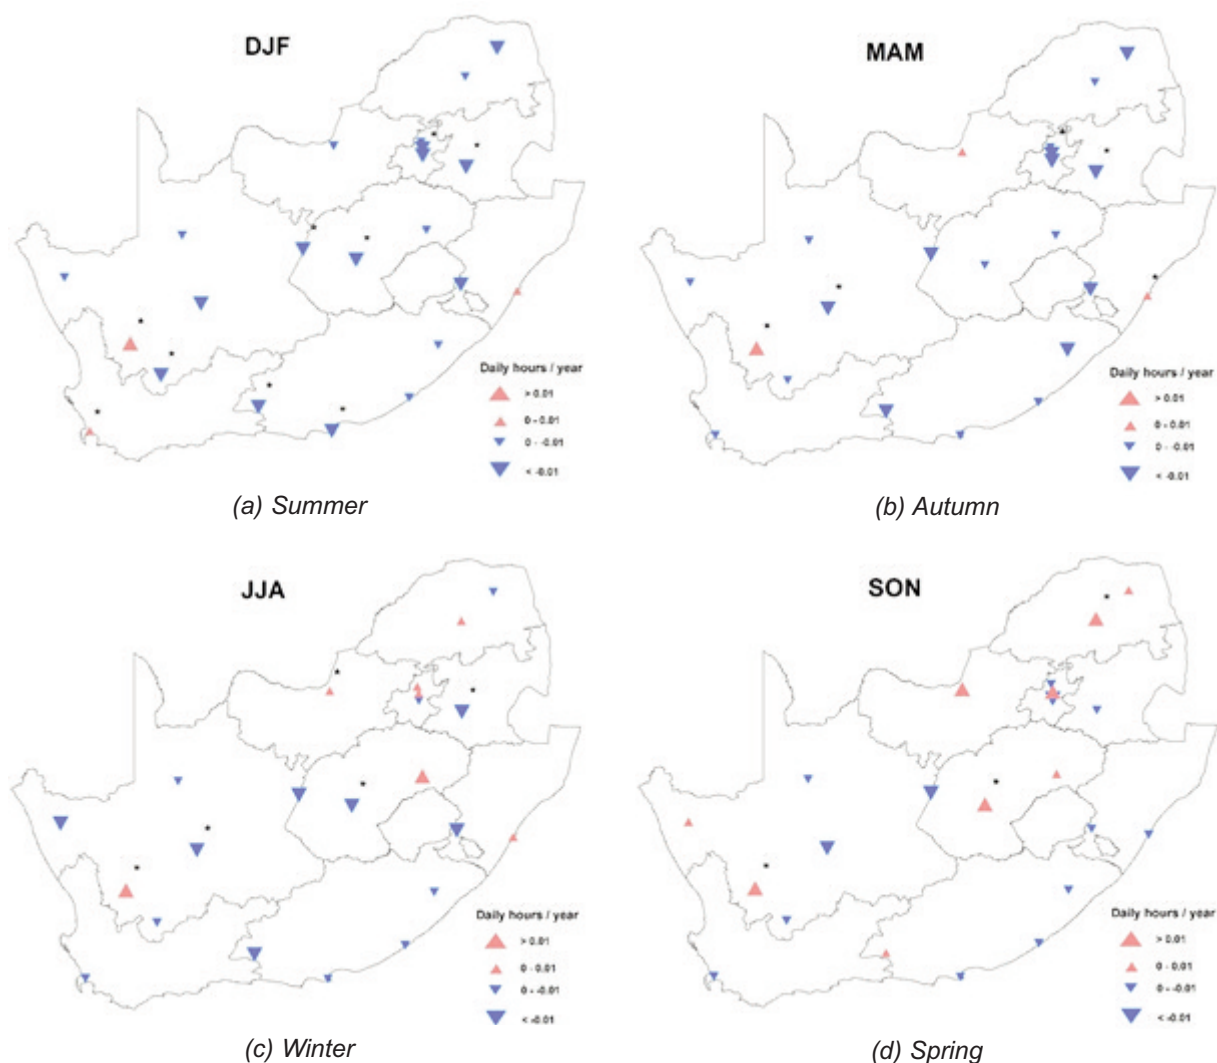 DJF
Daily hours / year
> 0.01
0 - 0.01
0 - -0.01
< -0.01
(a) Summer
MAM
Daily hours / year
> 0.01
0 - 0.01
0 - -0.01
< -0.01
(b) Autumn
JJA
Daily hours / year
> 0.01
0 - 0.01
0 - -0.01
< -0.01
(c) Winter
SON
Daily hours / year
> 0.01
0 - 0.01
0 - -0.01
< -0.01
(d) Spring